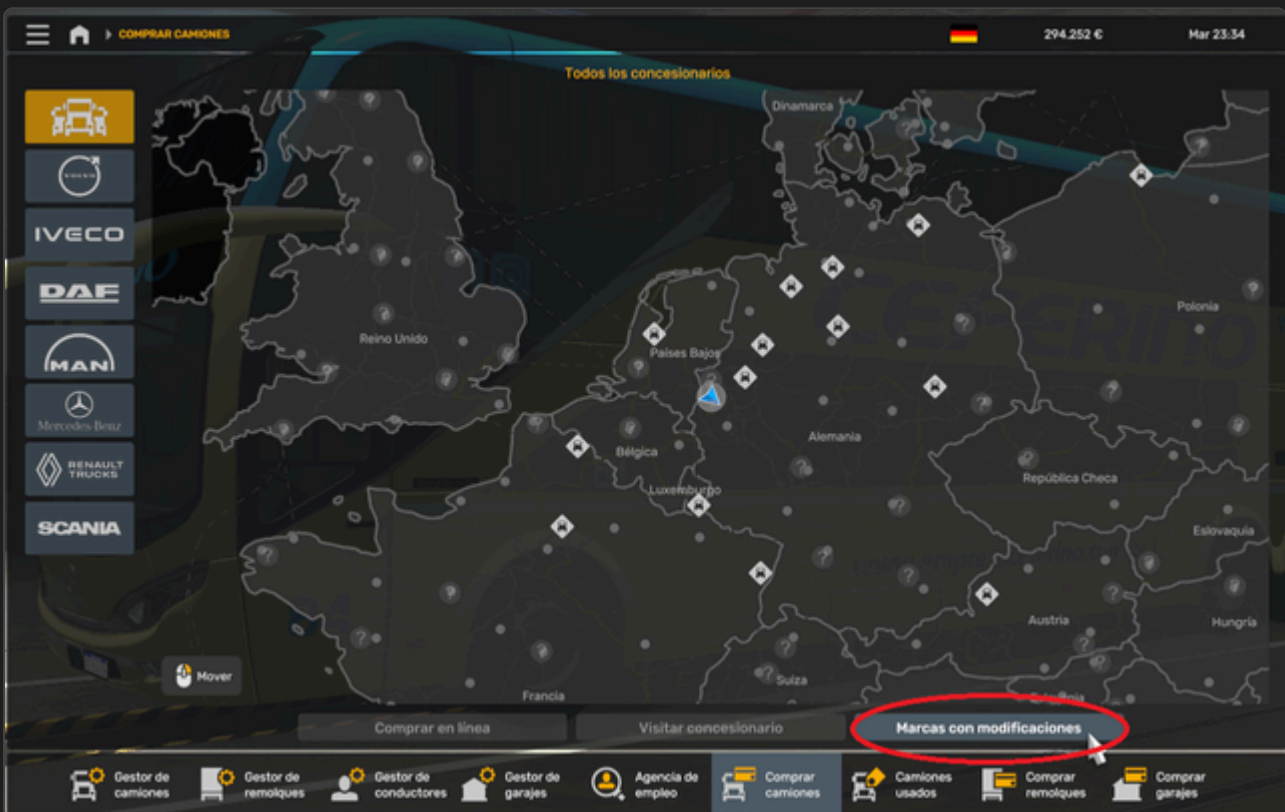 COMPRAR CAMIONES
294.252 €
Mar 23:34
Todos los concesionarios
VOLVO
IVECO
DAF
MAN
Mercedes-Benz
RENAULT
TRUCKS
SCANIA
Dinamarca
Polonia
Reino Unido
Países Bajos
Alemania
Bélgica
Luxemburgo
República Checa
Eslovaquia
Austria
Hungría
Suiza
Francia
CEFERINO
Mover
Comprar en línea
Visitar concesionario
Marcas con modificaciones
Gestor de
camiones
Gestor de
remolques
Gestor de
conductores
Gestor de
garajes
Agencia de
empleo
Comprar
camiones
Camiones
usados
Comprar
remolques
Comprar
garajes